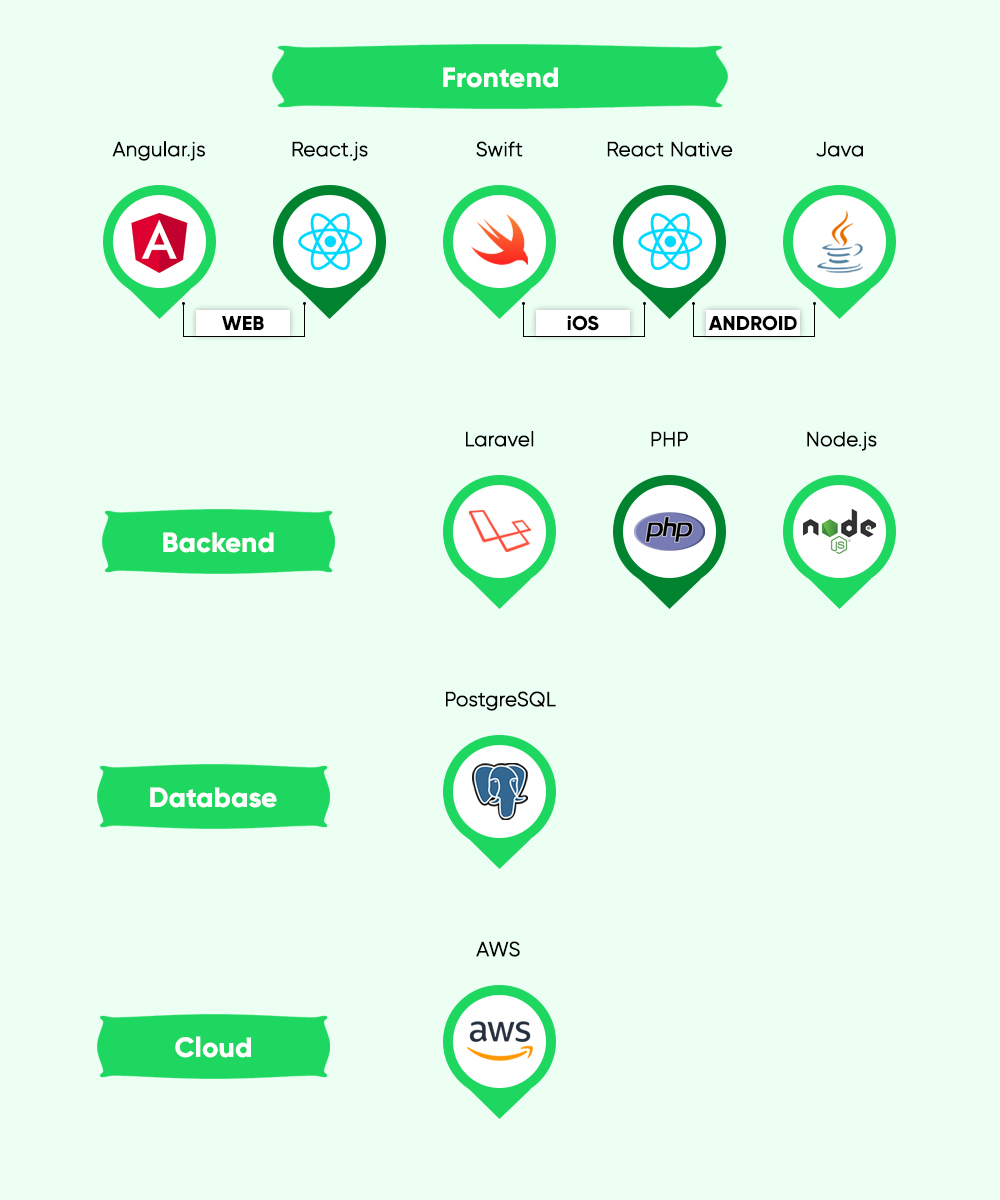 Frontend
Angular.js React.js Swift React Native Java
A
WEB iOS ANDROID
Laravel PHP Node.js
php node
JS
Backend
PostgreSQL
Database
AWS
aws
Cloud